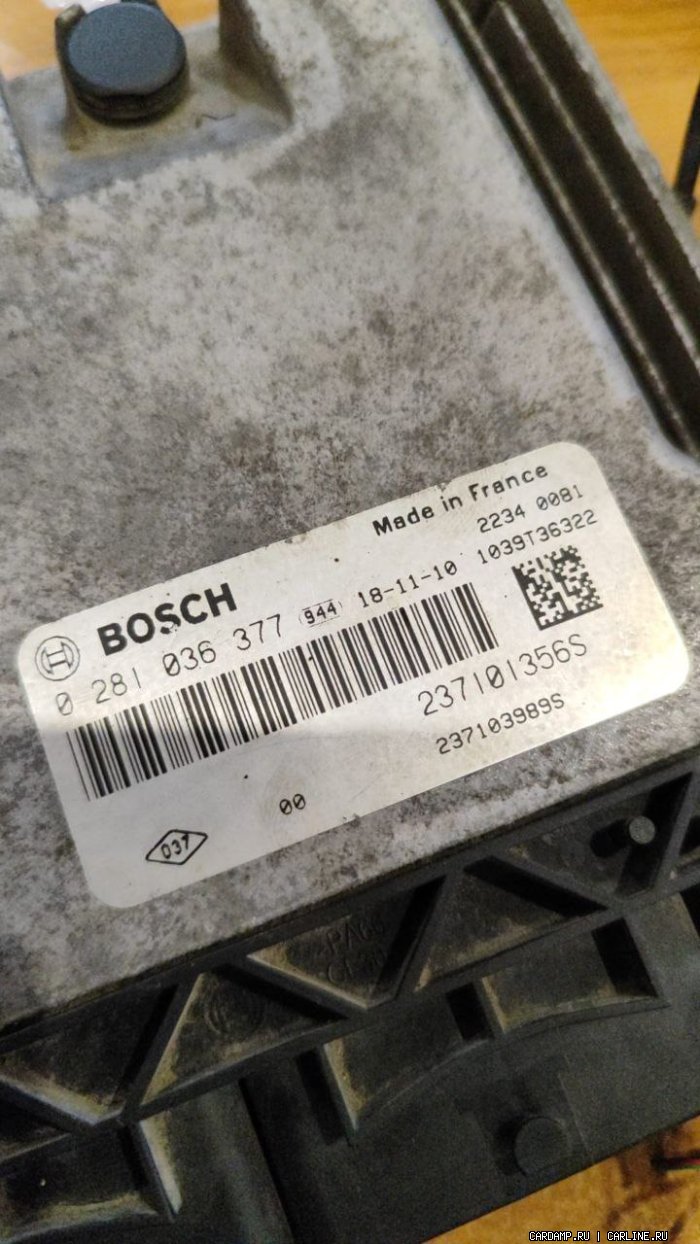 Made in France
2234 0081
BOSCH
0 281 036 377 944 18-11-10 1039T36322
237101356S
237103989S
00
037
CARDAMP.RU | CARLINE.RU